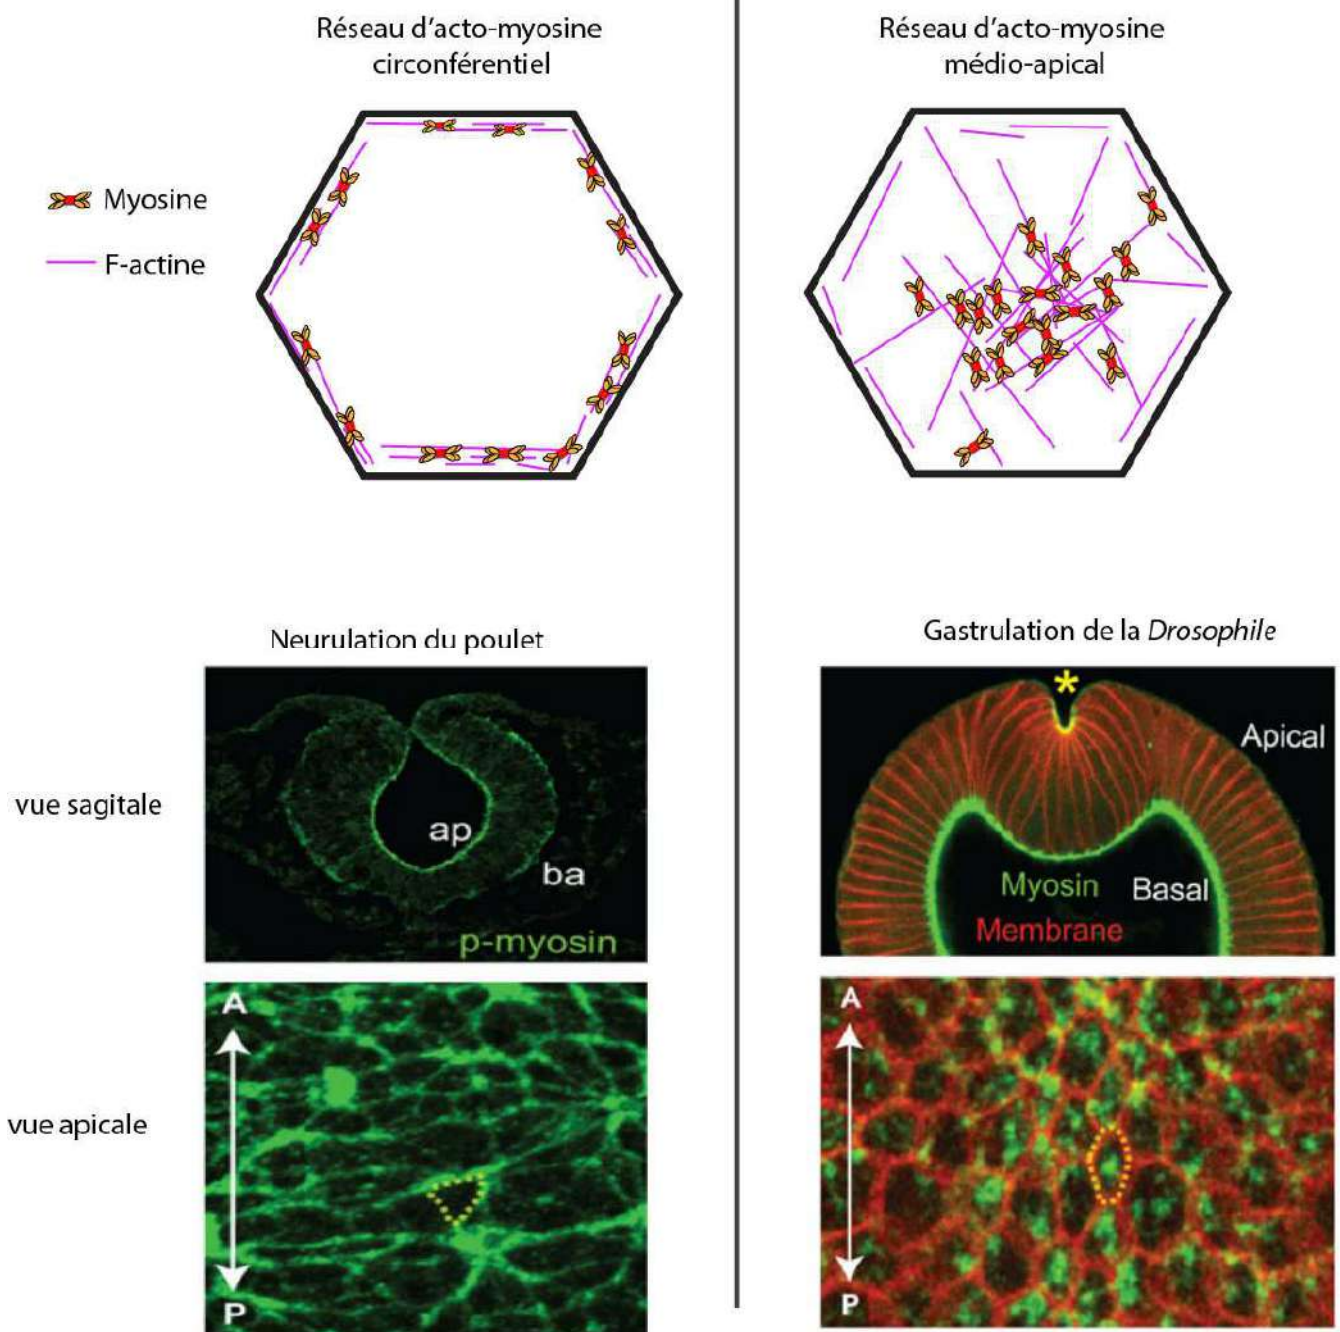 Réseau d'acto-myosine
circonférentiel
Réseau d'acto-myosine
médio-apical
Myosine
F-actine
Neurulation du poulet
Gastrulation de la Drosophile
vue sagitale
ap
ba
p-myosin
*
Apical
Myosin
Basal
Membrane
vue apicale
A
P
A
P